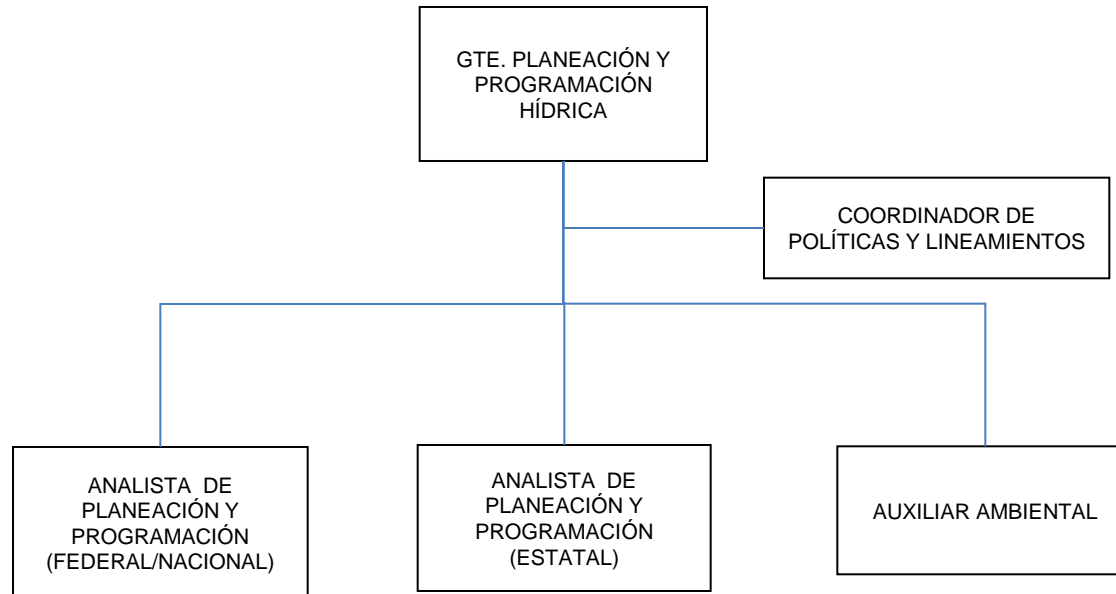 GTE. PLANEACIÓN Y
PROGRAMACIÓN
HÍDRICA
COORDINADOR DE
POLÍTICAS Y LINEAMIENTOS
ANALISTA DE
PLANEACIÓN Y
PROGRAMACIÓN
(FEDERAL/NACIONAL)
ANALISTA DE
PLANEACIÓN Y
PROGRAMACIÓN
(ESTATAL)
AUXILIAR AMBIENTAL